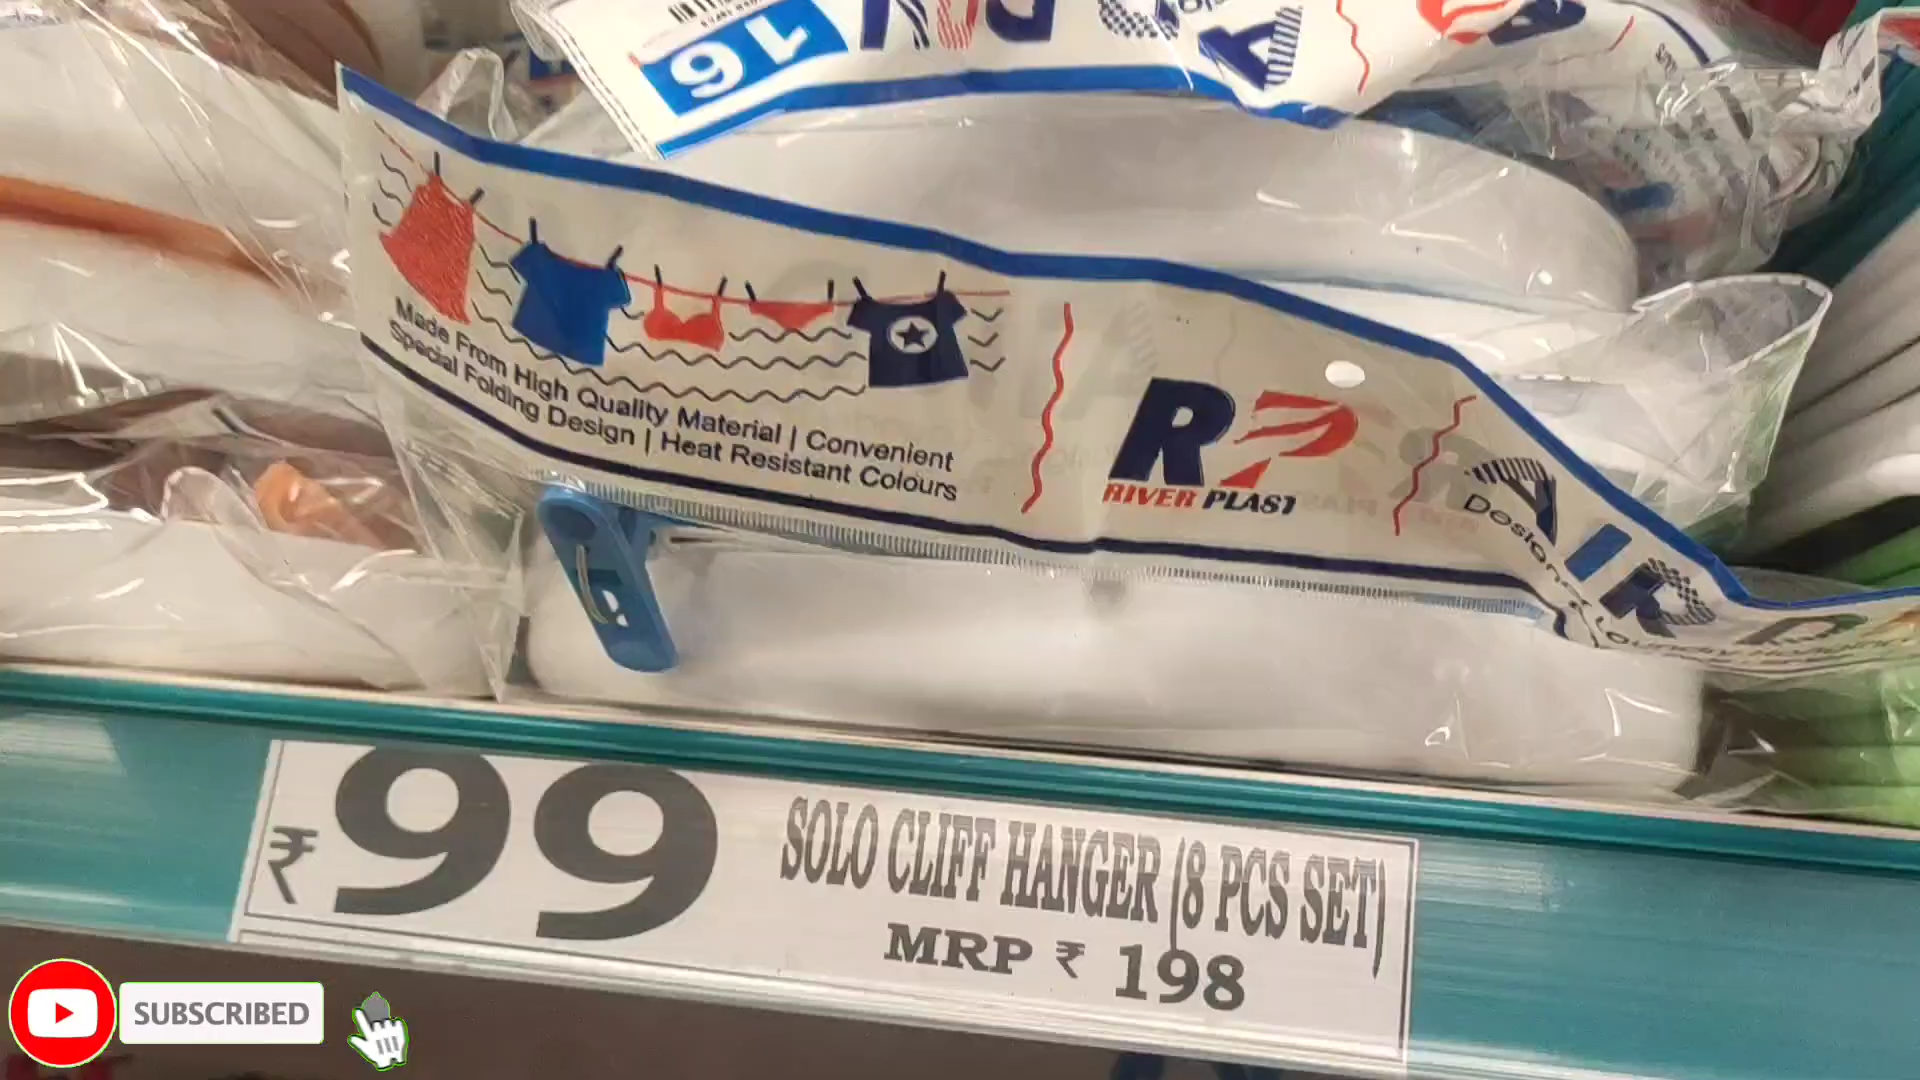 16
Made From High Quality Material | Convenient
Special Folding Design | Heat Resistant Colours
RP
RIVER PLAST
₹ 99
SOLO CLIFF HANGER (8 PCS SET)
MRP ₹ 198
SUBSCRIBED